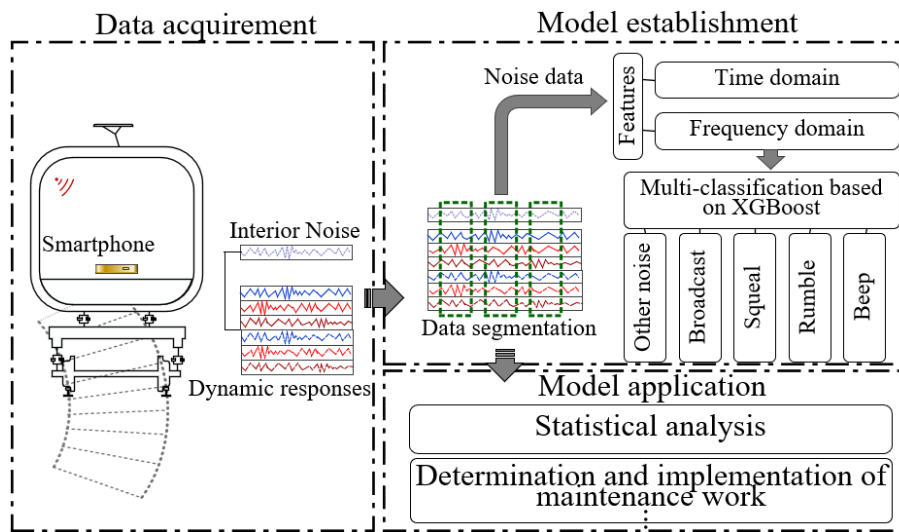 Data acquirement
Smartphone
Interior Noise
Dynamic responses
Model establishment
Noise data
Features
Time domain
Frequency domain
Multi-classification based
on XGBoost
Other noise
Broadcast
Squeal
Rumble
Beep
Data segmentation
Model application
Statistical analysis
Determination and implementation of
maintenance work